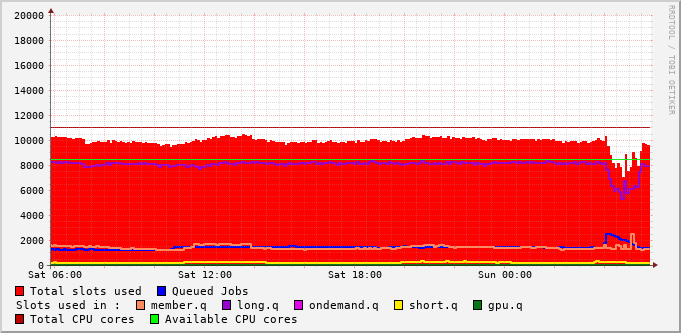 20000
18000
16000
14000
12000
10000
8000
6000
4000
2000
0
Sat 06:00 Sat 12:00 Sat 18:00 Sun 00:00
Total slots used Queued Jobs
Slots used in : member.q long.q ondemand.q short.q gpu.q
Total CPU cores Available CPU cores
RRDTOOL / TOBI OETIKER